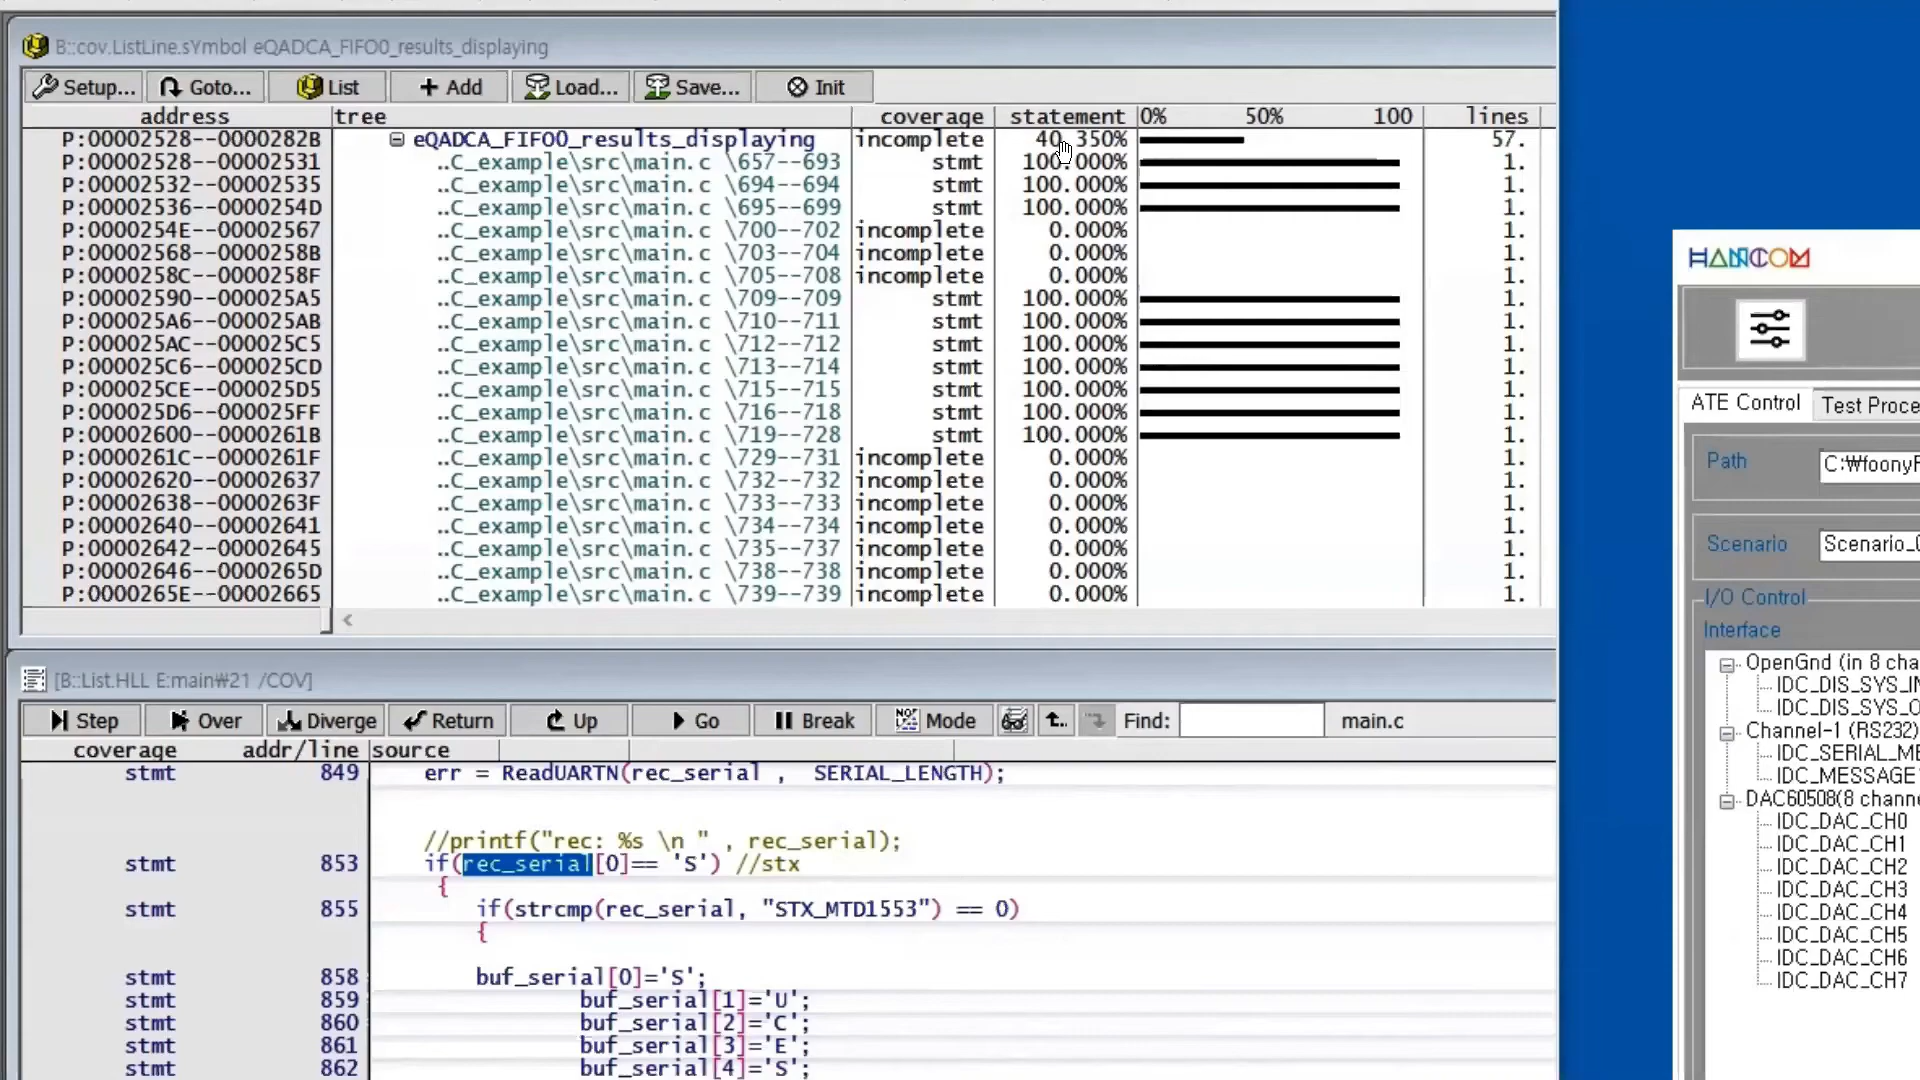 B::cov.ListLine.sYmbol eQADCA_FIFO0_results_displaying
Setup... Goto... List Add Load... Save... Init
address tree coverage statement 0% 50% 100 lines
P:00002528--0000282B eQADCA_FIFO0_results_displaying incomplete 40.350% 57.
P:00002528--00002531 ..C_example\src\main.c \657--693 stmt 100.000% 1.
P:00002532--00002535 ..C_example\src\main.c \694--694 stmt 100.000% 1.
P:00002536--0000254D ..C_example\src\main.c \695--699 stmt 100.000% 1.
P:0000254E--00002567 ..C_example\src\main.c \700--702 incomplete 0.000% 1.
P:00002568--0000258B ..C_example\src\main.c \703--704 incomplete 0.000% 1.
P:0000258C--0000258F ..C_example\src\main.c \705--708 incomplete 0.000% 1.
P:00002590--000025A5 ..C_example\src\main.c \709--709 stmt 100.000% 1.
P:000025A6--000025AB ..C_example\src\main.c \710--711 stmt 100.000% 1.
P:000025AC--000025C5 ..C_example\src\main.c \712--712 stmt 100.000% 1.
P:000025C6--000025CD ..C_example\src\main.c \713--714 stmt 100.000% 1.
P:000025CE--000025D5 ..C_example\src\main.c \715--715 stmt 100.000% 1.
P:000025D6--000025FF ..C_example\src\main.c \716--718 stmt 100.000% 1.
P:00002600--0000261B ..C_example\src\main.c \719--728 stmt 100.000% 1.
P:0000261C--0000261F ..C_example\src\main.c \729--731 incomplete 0.000% 1.
P:00002620--00002637 ..C_example\src\main.c \732--732 incomplete 0.000% 1.
P:00002638--0000263F ..C_example\src\main.c \733--733 incomplete 0.000% 1.
P:00002640--00002641 ..C_example\src\main.c \734--734 incomplete 0.000% 1.
P:00002642--00002645 ..C_example\src\main.c \735--737 incomplete 0.000% 1.
P:00002646--0000265D ..C_example\src\main.c \738--738 incomplete 0.000% 1.
P:0000265E--00002665 ..C_example\src\main.c \739--739 incomplete 0.000% 1.
[B::List.HLL E:main₩21 /COV]
Step Over Diverge Return Up Go Break Mode Find: main.c
coverage addr/line source
stmt 849 err = ReadUARTN(rec_serial , SERIAL_LENGTH);
//printf("rec: %s \n " , rec_serial);
stmt 853 if(rec_serial[0]== 'S') //stx
{
stmt 855 if(strcmp(rec_serial, "STX_MTD1553") == 0)
{
stmt 858 buf_serial[0]='S';
stmt 859 buf_serial[1]='U';
stmt 860 buf_serial[2]='C';
stmt 861 buf_serial[3]='E';
stmt 862 buf_serial[4]='S';
HANCOM
ATE Control Test Proce
Path C:₩foonyF
Scenario Scenario_
I/O Control
Interface
OpenGnd (in 8 cha
IDC_DIS_SYS_IN
IDC_DIS_SYS_O
Channel-1 (RS232)
IDC_SERIAL_ME
IDC_MESSAGE
DAC60508(8 channe
IDC_DAC_CH0
IDC_DAC_CH1
IDC_DAC_CH2
IDC_DAC_CH3
IDC_DAC_CH4
IDC_DAC_CH5
IDC_DAC_CH6
IDC_DAC_CH7